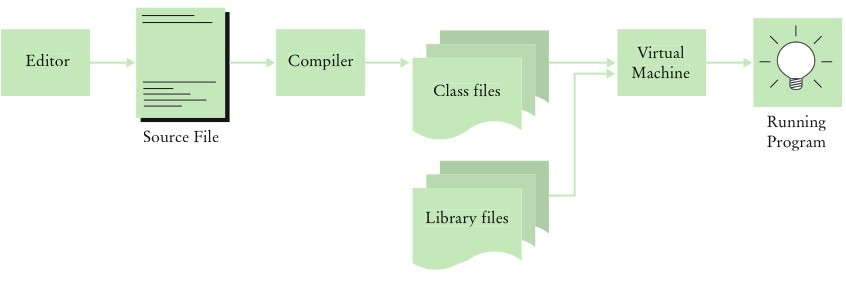 Editor
Source File
Compiler
Class files
Library files
Virtual
Machine
Running
Program